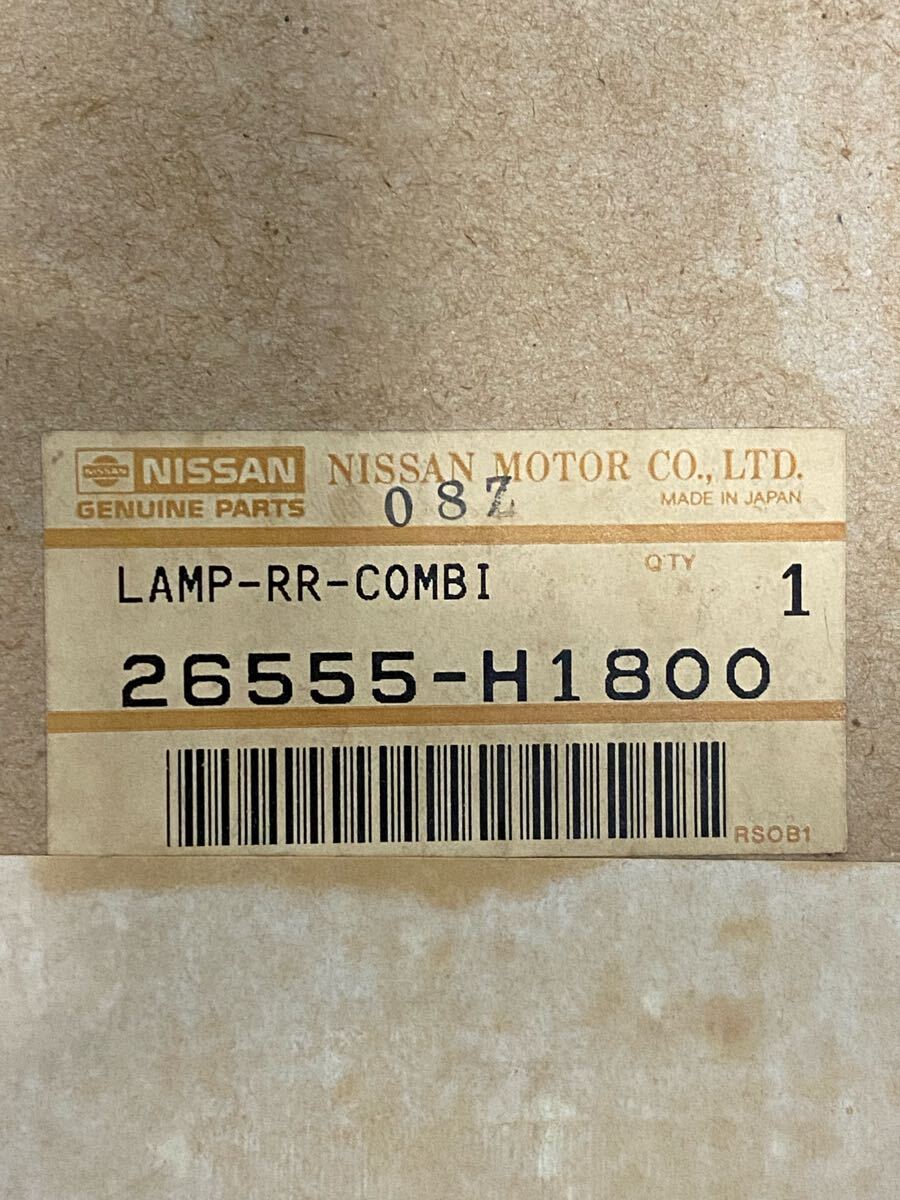 NISSAN NISSAN MOTOR CO., LTD.
GENUINE PARTS MADE IN JAPAN
08Z
LAMP-RR-COMBI QTY 1
26555-H1800
RSOB1